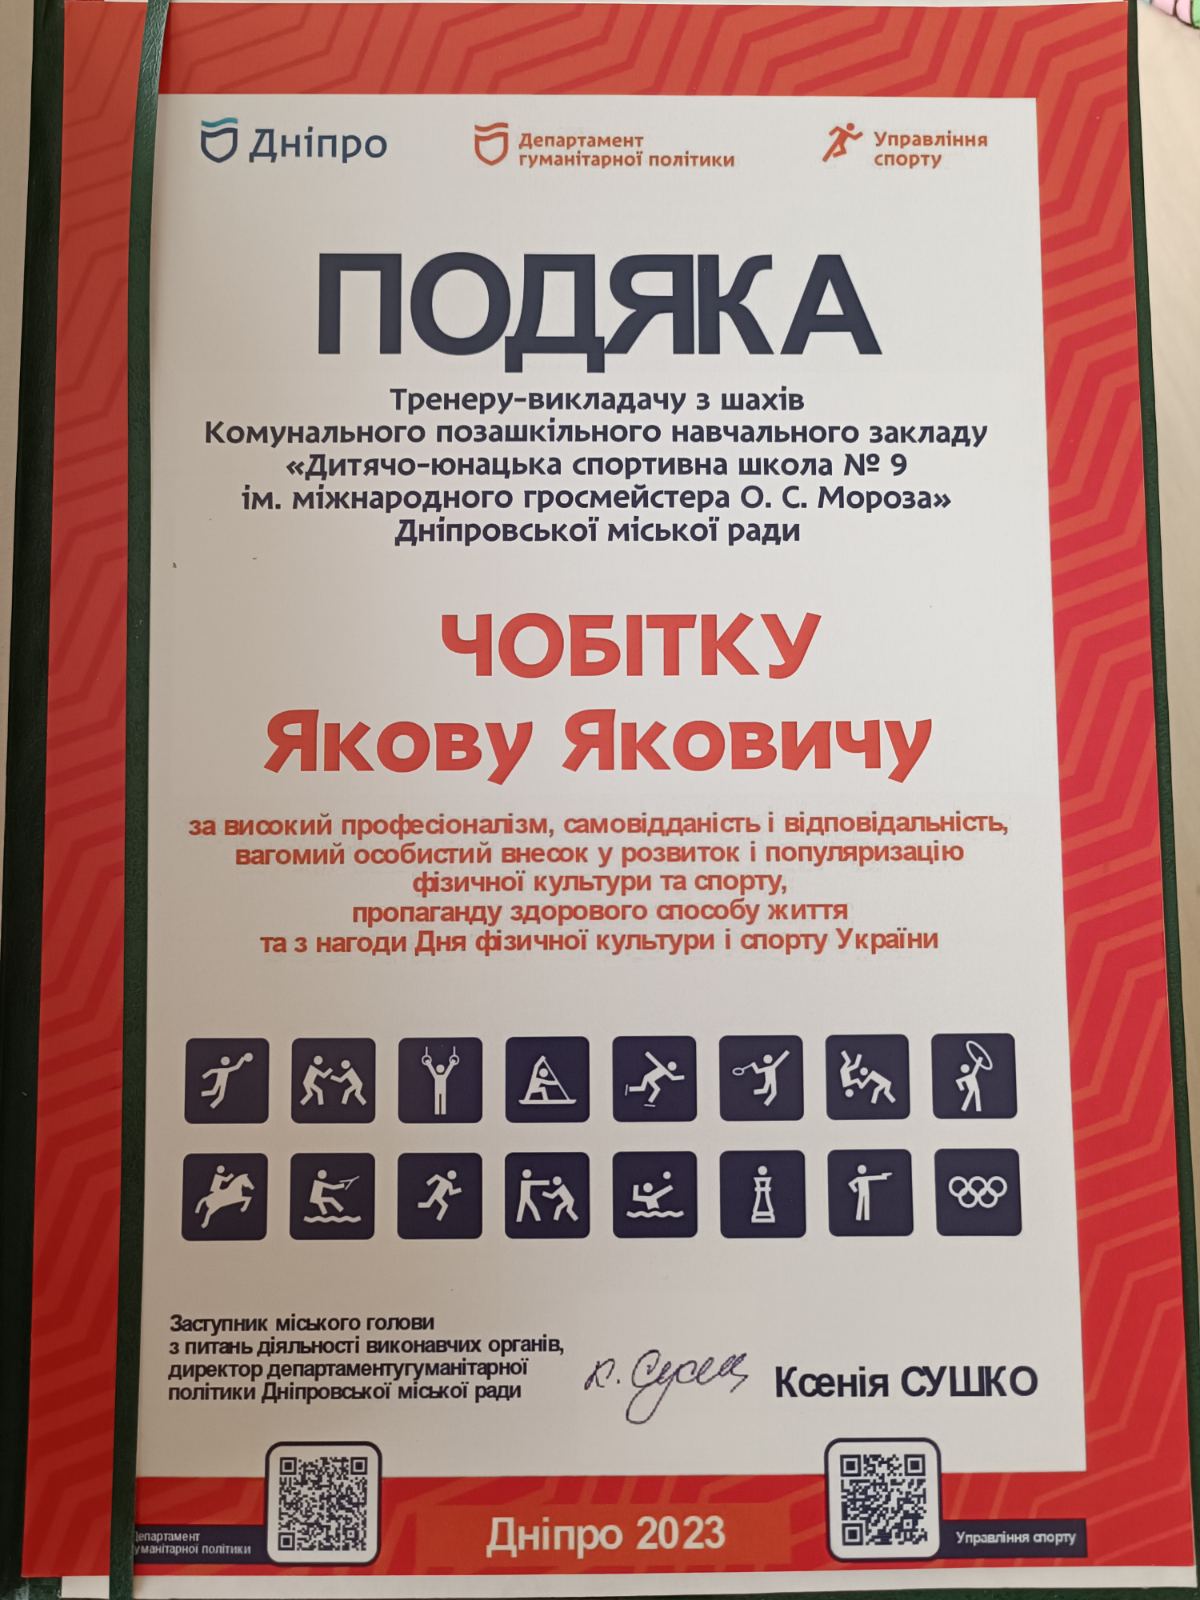 Дніпро
Департамент
гуманітарної політики
Управління
спорту
ПОДЯКА
Тренеру-викладачу з шахів
Комунального позашкільного навчального закладу
«Дитячо-юнацька спортивна школа № 9
ім. міжнародного гросмейстера О. С. Мороза»
Дніпровської міської ради
ЧОБІТКУ
Якову Яковичу
за високий професіоналізм, самовідданість і відповідальність,
вагомий особистий внесок у розвиток і популяризацію
фізичної культури та спорту,
пропаганду здорового способу життя
та з нагоди Дня фізичної культури і спорту України
Заступник міського голови
з питань діяльності виконавчих органів,
директор департаментугуманітарної
політики Дніпровської міської ради
Ксенія СУШКО
епартамент
уманітарної політики
Дніпро 2023
Управління спорту